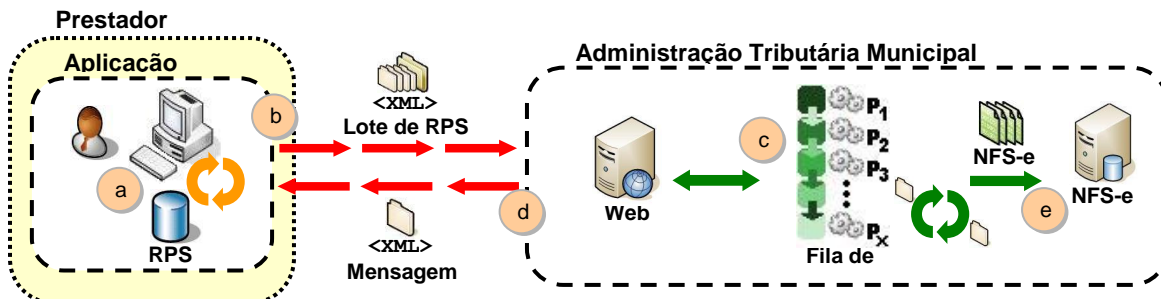 Prestador
Aplicação
a
RPS
b
<XML>
Lote de RPS
d
<XML>
Mensagem
Administração Tributária Municipal
Web
c
P1
P2
P3
Px
Fila de
NFS-e
e
NFS-e